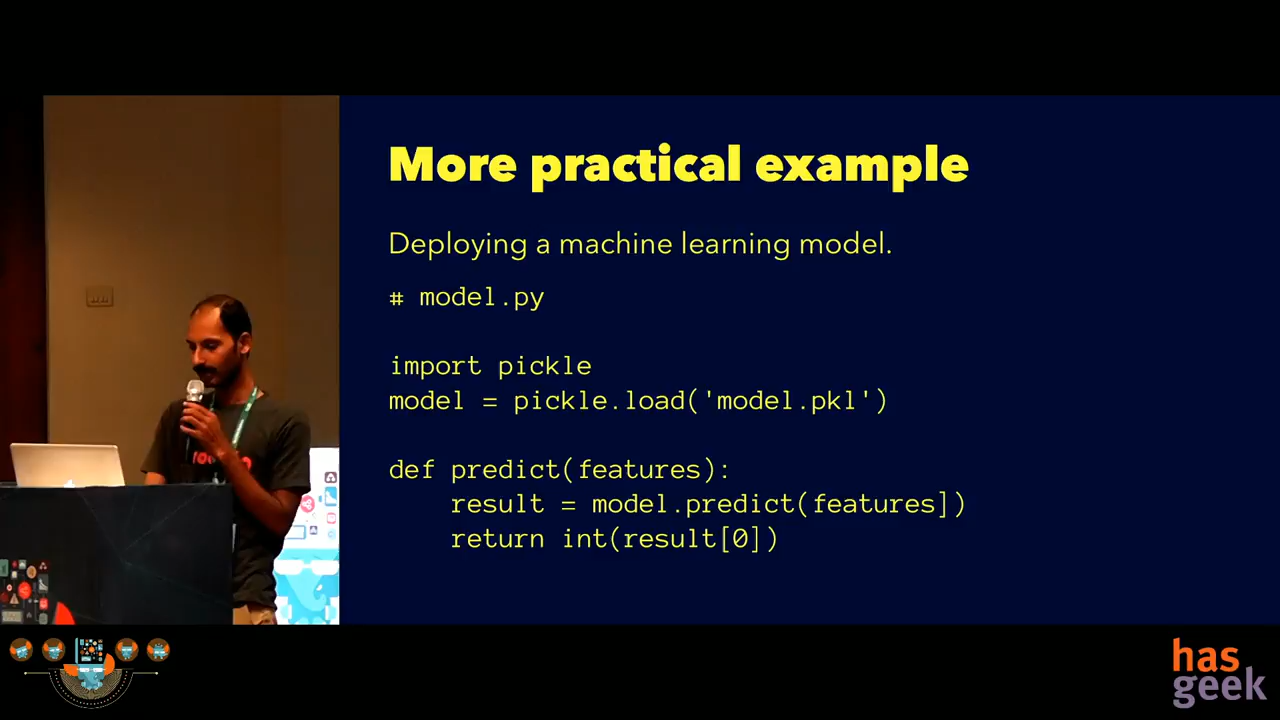 More practical example
Deploying a machine learning model.
# model.py
import pickle
model = pickle.load('model.pkl')
def predict(features):
    result = model.predict(features])
    return int(result[0])
has
geek